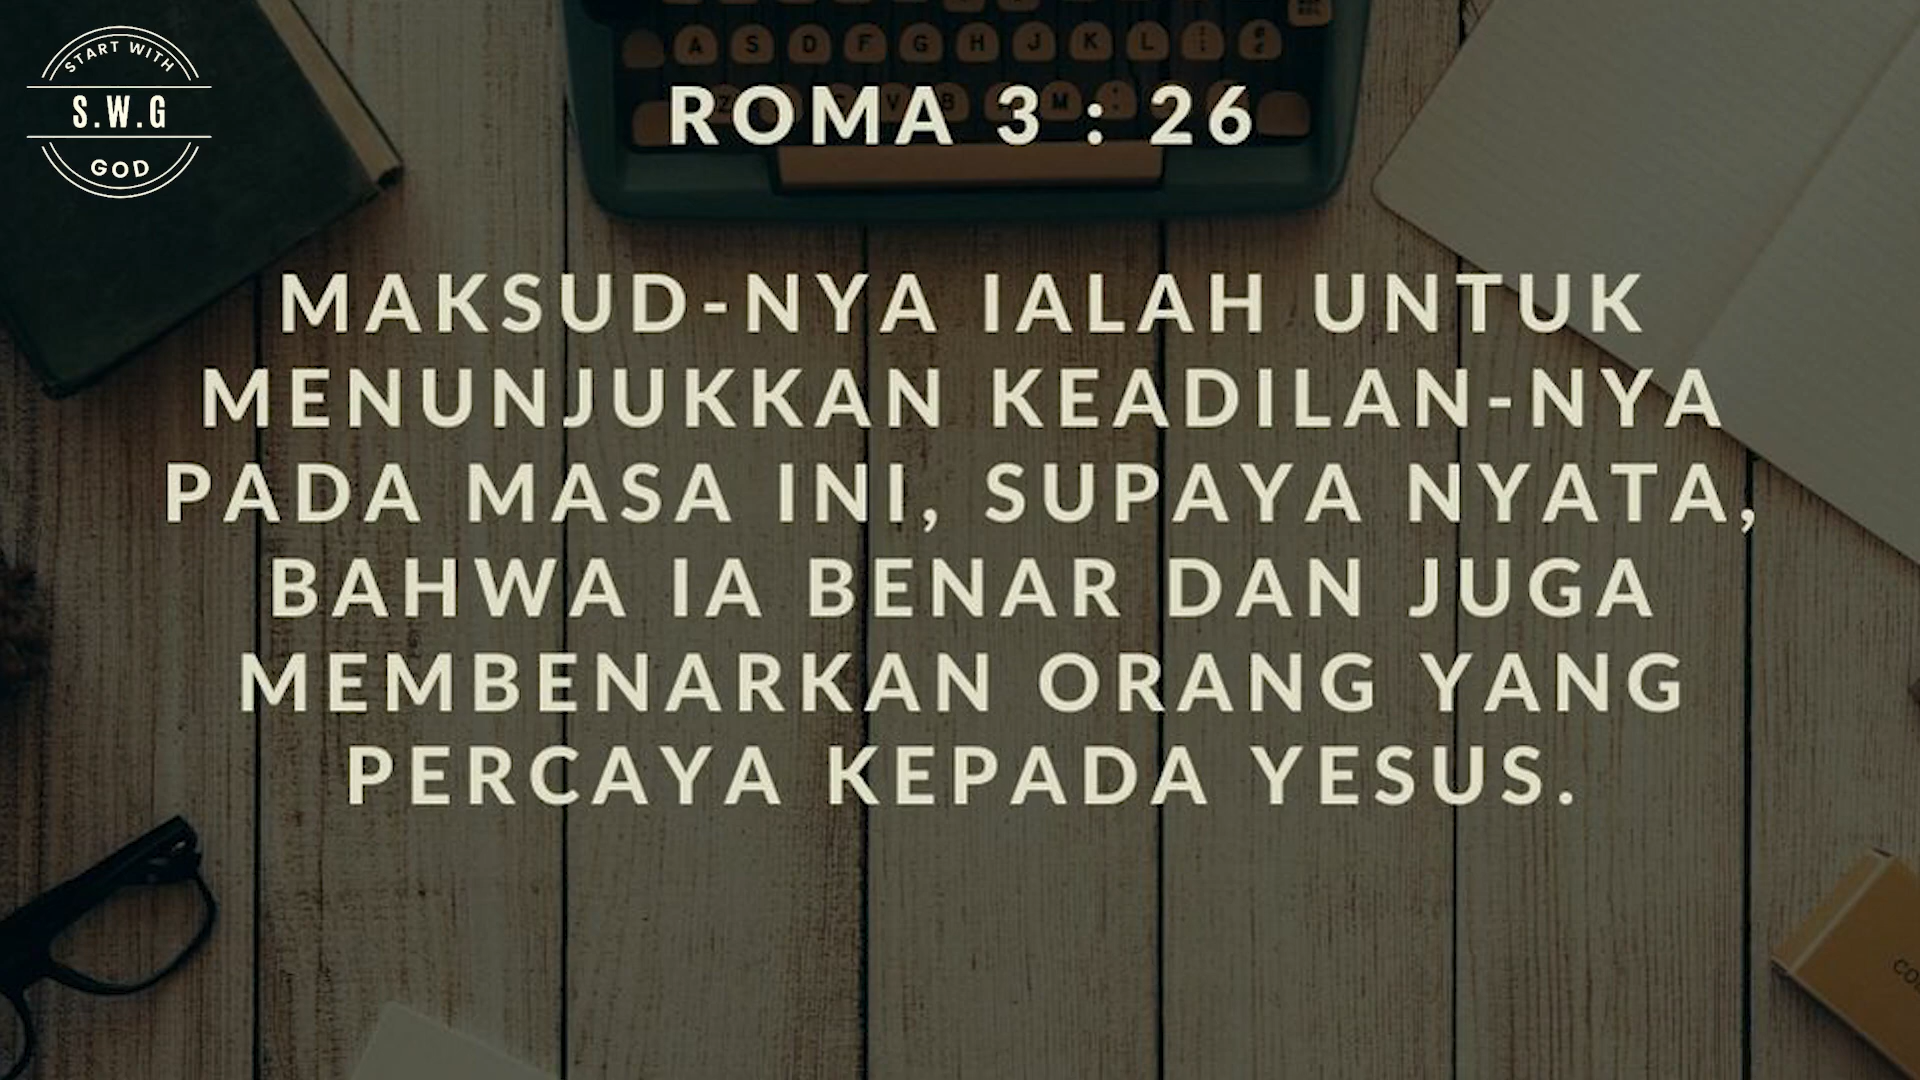 START WITH
S.W.G
GOD
A S D F G H J K L
ROMA 3 : 26
MAKSUD-NYA IALAH UNTUK
MENUNJUKKAN KEADILAN-NYA
PADA MASA INI, SUPAYA NYATA,
BAHWA IA BENAR DAN JUGA
MEMBENARKAN ORANG YANG
PERCAYA KEPADA YESUS.